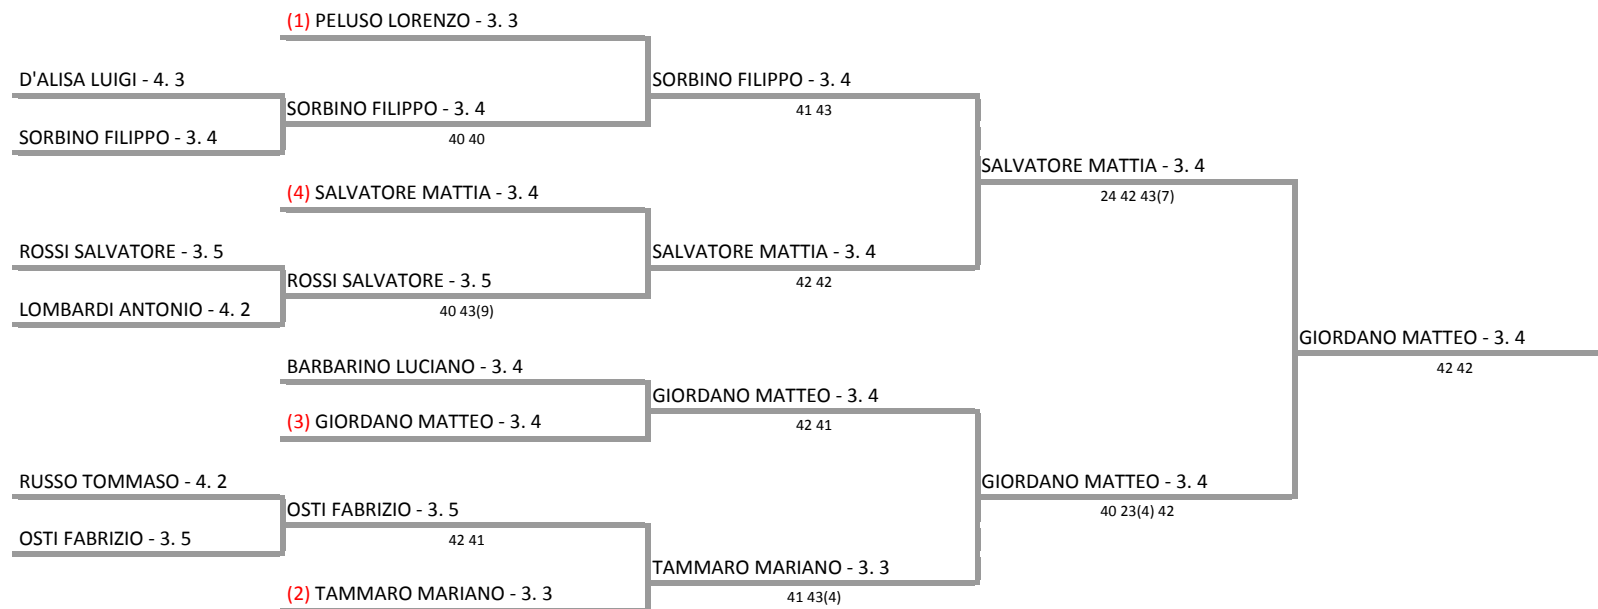 (1) PELUSO LORENZO - 3. 3
D'ALISA LUIGI - 4. 3
SORBINO FILIPPO - 3. 4
SORBINO FILIPPO - 3. 4
41 43
SORBINO FILIPPO - 3. 4
40 40
SALVATORE MATTIA - 3. 4
24 42 43(7)
(4) SALVATORE MATTIA - 3. 4
ROSSI SALVATORE - 3. 5
SALVATORE MATTIA - 3. 4
42 42
ROSSI SALVATORE - 3. 5
40 43(9)
LOMBARDI ANTONIO - 4. 2
GIORDANO MATTEO - 3. 4
42 42
BARBARINO LUCIANO - 3. 4
GIORDANO MATTEO - 3. 4
42 41
(3) GIORDANO MATTEO - 3. 4
RUSSO TOMMASO - 4. 2
GIORDANO MATTEO - 3. 4
40 23(4) 42
OSTI FABRIZIO - 3. 5
42 41
OSTI FABRIZIO - 3. 5
TAMMARO MARIANO - 3. 3
41 43(4)
(2) TAMMARO MARIANO - 3. 3